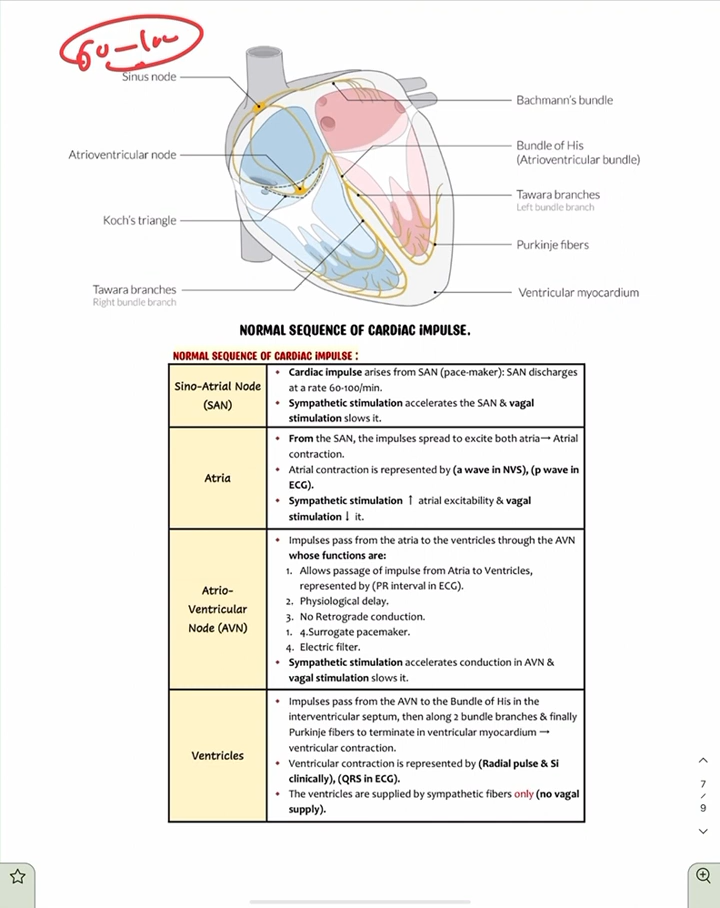 60-100
Sinus node
Bachmann's bundle
Atrioventricular node
Bundle of His
(Atrioventricular bundle)
Koch's triangle
Tawara branches
Left bundle branch
Purkinje fibers
Tawara branches
Right bundle branch
Ventricular myocardium
NORMAL SEQUENCE OF CARDIAC IMPULSE.
NORMAL SEQUENCE OF CARDIAC IMPULSE :
Sino-Atrial Node
(SAN)
• Cardiac impulse arises from SAN (pace-maker): SAN discharges
at a rate 60-100/min.
• Sympathetic stimulation accelerates the SAN & vagal
stimulation slows it.
Atria
• From the SAN, the impulses spread to excite both atria→ Atrial
contraction.
• Atrial contraction is represented by (a wave in NVS), (p wave in
ECG).
• Sympathetic stimulation ↑ atrial excitability & vagal
stimulation ↓ it.
Atrio-
Ventricular
Node (AVN)
• Impulses pass from the atria to the ventricles through the AVN
whose functions are:
1. Allows passage of impulse from Atria to Ventricles,
represented by (PR interval in ECG).
2. Physiological delay.
3. No Retrograde conduction.
1. 4.Surrogate pacemaker.
4. Electric filter.
• Sympathetic stimulation accelerates conduction in AVN &
vagal stimulation slows it.
Ventricles
• Impulses pass from the AVN to the Bundle of His in the
interventricular septum, then along 2 bundle branches & finally
Purkinje fibers to terminate in ventricular myocardium →
ventricular contraction.
• Ventricular contraction is represented by (Radial pulse & Si
clinically), (QRS in ECG).
• The ventricles are supplied by sympathetic fibers only (no vagal
supply).
7
/
9